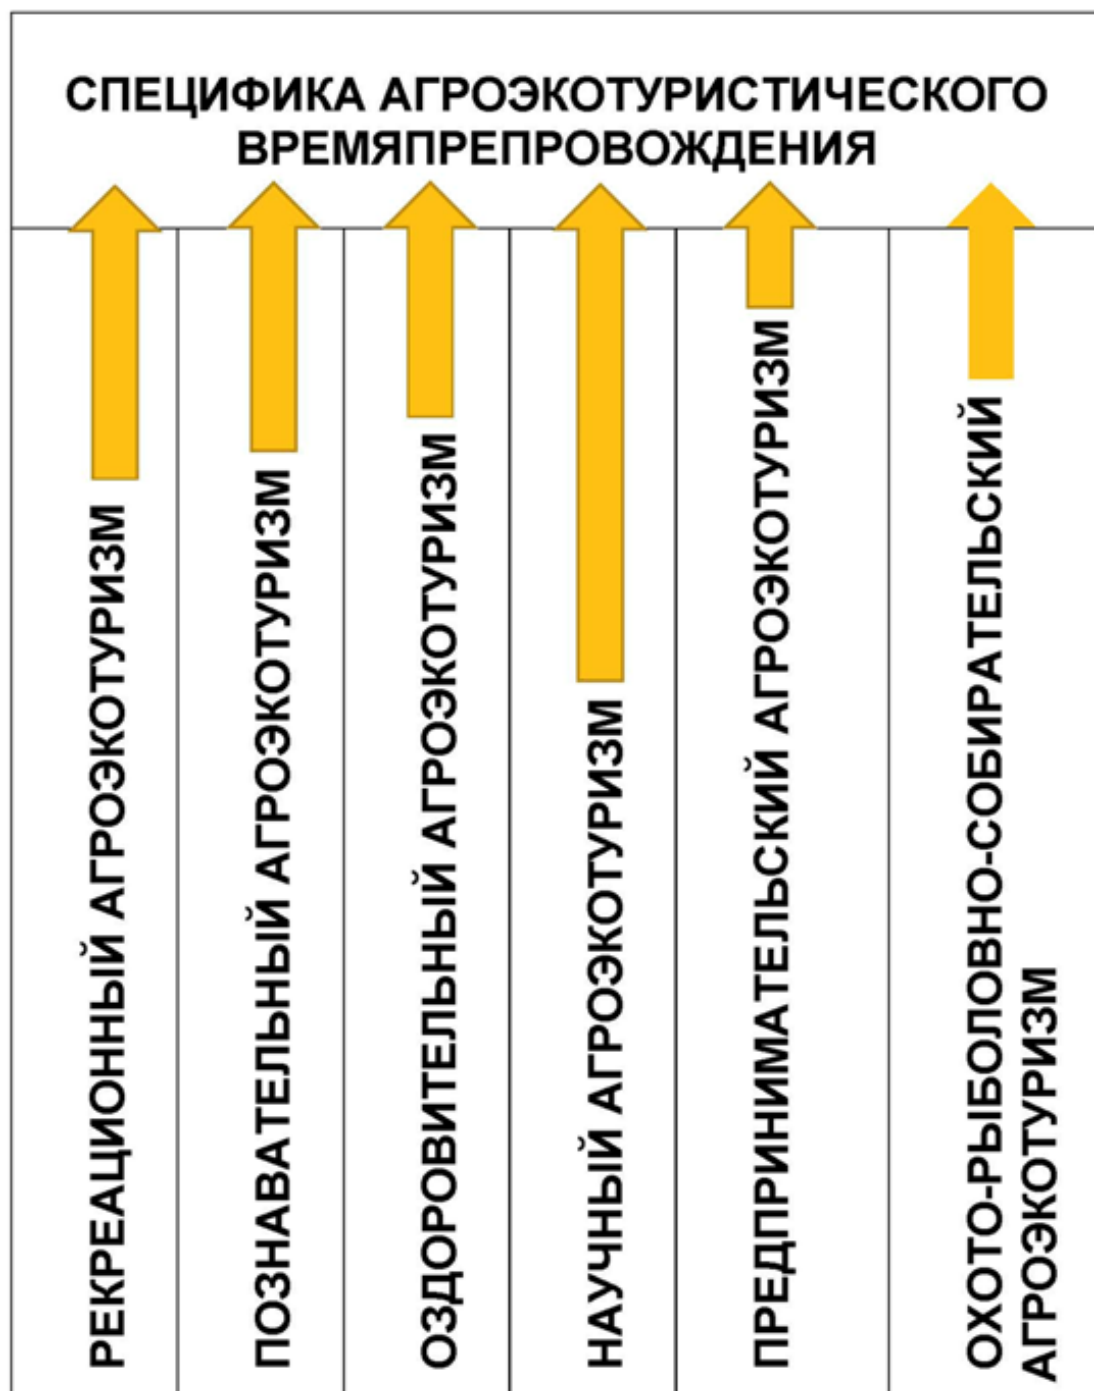 СПЕЦИФИКА АГРОЭКОТУРИСТИЧЕСКОГО
ВРЕМЯПРЕПРОВОЖДЕНИЯ
РЕКРЕАЦИОННЫЙ АГРОЭКОТУРИЗМ
ПОЗНАВАТЕЛЬНЫЙ АГРОЭКОТУРИЗМ
ОЗДОРОВИТЕЛЬНЫЙ АГРОЭКОТУРИЗМ
НАУЧНЫЙ АГРОЭКОТУРИЗМ
ПРЕДПРИНИМАТЕЛЬСКИЙ АГРОЭКОТУРИЗМ
ОХОТО-РЫБОЛОВНО-СОБИРАТЕЛЬСКИЙ
АГРОЭКОТУРИЗМ